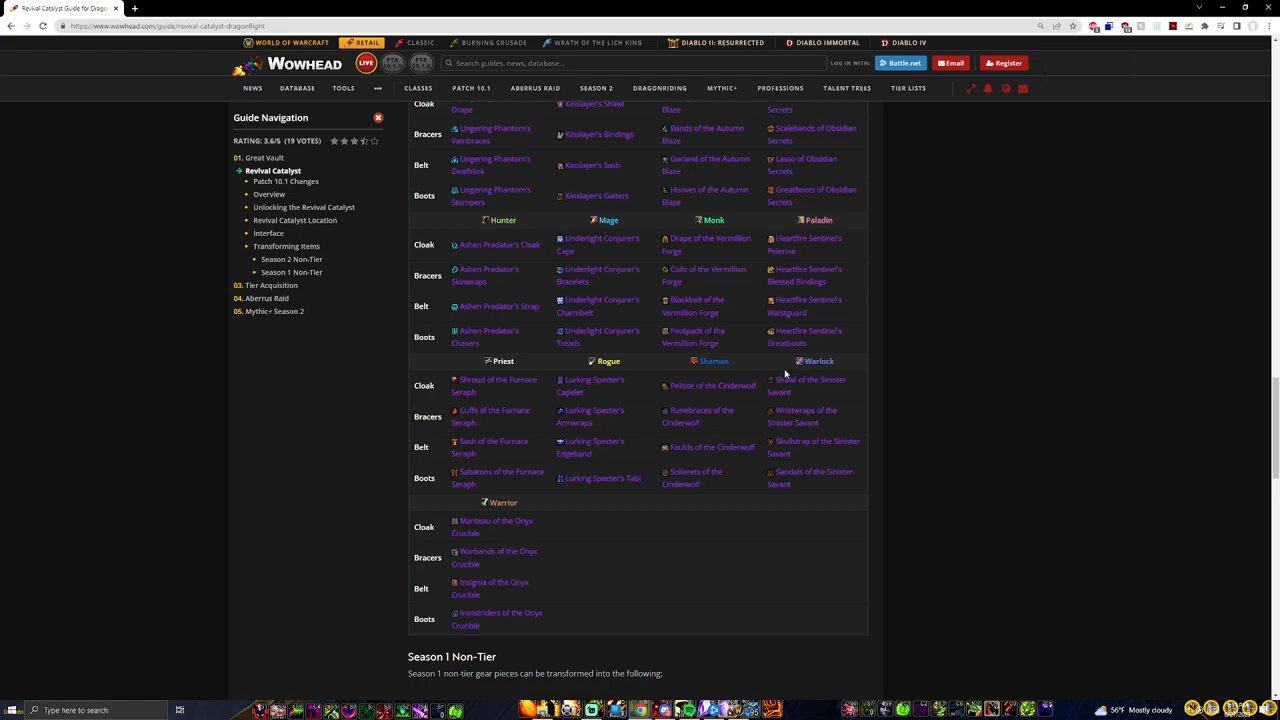 Revival Catalyst Guide for Drago
https://www.wowhead.com/guide/revival-catalyst-dragonflight
WORLD OF WARCRAFT RETAIL CLASSIC BURNING CRUSADE WRATH OF THE LICH KING DIABLO II: RESURRECTED DIABLO IMMORTAL DIABLO IV
WOWHEAD LIVE PTR 10.1.5 PTR Search guides, news, database... LOG IN WITH: Battle.net Email Register
NEWS DATABASE TOOLS ••• CLASSES PATCH 10.1 ABERRUS RAID SEASON 2 DRAGONRIDING MYTHIC+ PROFESSIONS TALENT TREES TIER LISTS
Guide Navigation
RATING: 3.6/5 (19 VOTES)
01. Great Vault
Revival Catalyst
Patch 10.1 Changes
Overview
Unlocking the Revival Catalyst
Revival Catalyst Location
Interface
Transforming Items
Season 2 Non-Tier
Season 1 Non-Tier
03. Tier Acquisition
04. Aberrus Raid
05. Mythic+ Season 2
Cloak Drape Kinslayer's Shawl Blaze Secrets
Bracers Lingering Phantom's Kinslayer's Bindings Bands of the Autumn Scalebands of Obsidian
Vambraces Blaze Secrets
Belt Lingering Phantom's Kinslayer's Sash Garland of the Autumn Lasso of Obsidian
Deathlink Blaze Secrets
Boots Lingering Phantom's Kinslayer's Gaiters Hooves of the Autumn Greatboots of Obsidian
Stompers Blaze Secrets
Hunter Mage Monk Paladin
Cloak Ashen Predator's Cloak Underlight Conjurer's Drape of the Vermillion Heartfire Sentinel's
Cape Forge Pelerine
Bracers Ashen Predator's Underlight Conjurer's Coils of the Vermillion Heartfire Sentinel's
Skinwraps Bracelets Forge Blessed Bindings
Belt Ashen Predator's Strap Underlight Conjurer's Blackbelt of the Heartfire Sentinel's
Charmbelt Vermillion Forge Waistguard
Boots Ashen Predator's Underlight Conjurer's Footpads of the Heartfire Sentinel's
Chasers Treads Vermillion Forge Greatboots
Priest Rogue Shaman Warlock
Cloak Shroud of the Furnace Lurking Specter's Pelisse of the Cinderwolf Shawl of the Sinister
Seraph Capelet Savant
Bracers Cuffs of the Furnace Lurking Specter's Runebraces of the Wristwraps of the
Seraph Armwraps Cinderwolf Sinister Savant
Belt Sash of the Furnace Lurking Specter's Faulds of the Cinderwolf Skullstrap of the Sinister
Seraph Edgeband Savant
Boots Sabatons of the Furnace Lurking Specter's Tabi Sollerets of the Sandals of the Sinister
Seraph Cinderwolf Savant
Warrior
Cloak Manteau of the Onyx
Crucible
Bracers Warbands of the Onyx
Crucible
Belt Insignia of the Onyx
Crucible
Boots Ironstriders of the Onyx
Crucible
Season 1 Non-Tier
Season 1 non-tier gear pieces can be transformed into the following:
Type here to search
56°F Mostly cloudy